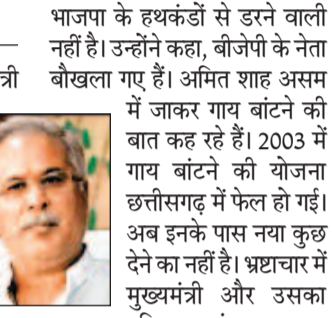 भाजपा के हथकंडों से डरने वाली
नहीं है। उन्होंने कहा, बीजेपी के नेता
त्री
बौखला गए हैं। अमित शाह असम
में जाकर गाय बांटने की
बात कह रहे हैं। 2003 में
गाय बांटने की योजना
छत्तीसगढ़ में फेल हो गई।
अब इनके पास नया कुछ
देने का नहीं है। भ्रष्टाचार में
मुख्यमंत्री और उसका